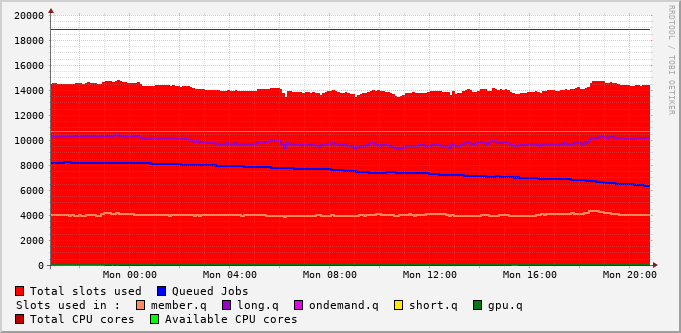 20000
18000
16000
14000
12000
10000
8000
6000
4000
2000
0
Mon 00:00 Mon 04:00 Mon 08:00 Mon 12:00 Mon 16:00 Mon 20:00
Total slots used Queued Jobs
Slots used in : member.q long.q ondemand.q short.q gpu.q
Total CPU cores Available CPU cores
RRDTOOL / TOBI OETIKER